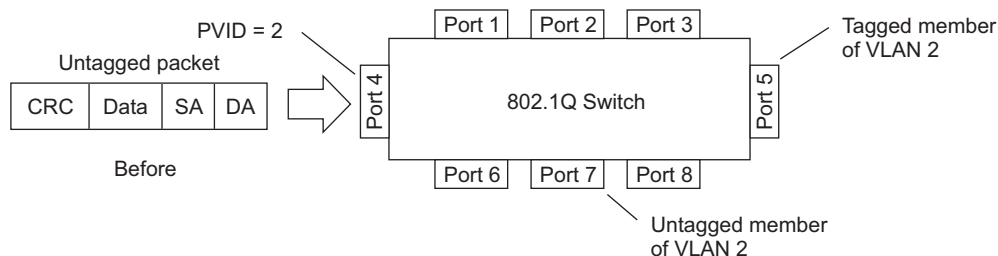 PVID = 2
Port 1
Port 2
Port 3
Tagged member
of VLAN 2
Untagged packet
CRC
Data
SA
DA
Port 4
802.1Q Switch
Port 5
Before
Port 6
Port 7
Port 8
Untagged member
of VLAN 2